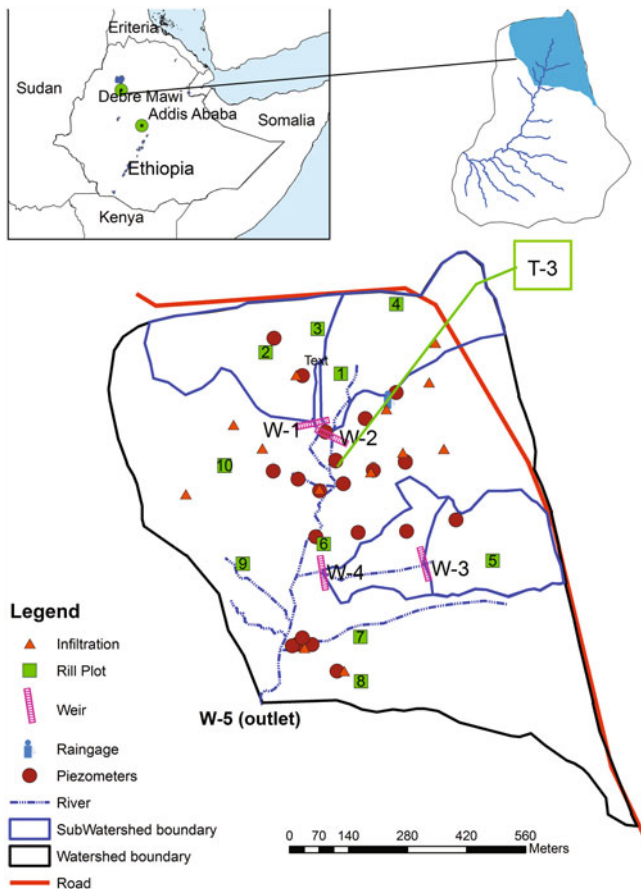 Eriteria
Sudan
Debre Mawi
Addis Ababa
Somalia
Ethiopia
Kenya
T-3
4
3
2
Text
1
W-1
W-2
10
6
W-3
5
9
W-4
7
8
W-5 (outlet)
Legend
Infiltration
Rill Plot
Weir
Raingage
Piezometers
River
SubWatershed boundary
Watershed boundary
Road
0 70 140 280 420 560
Meters